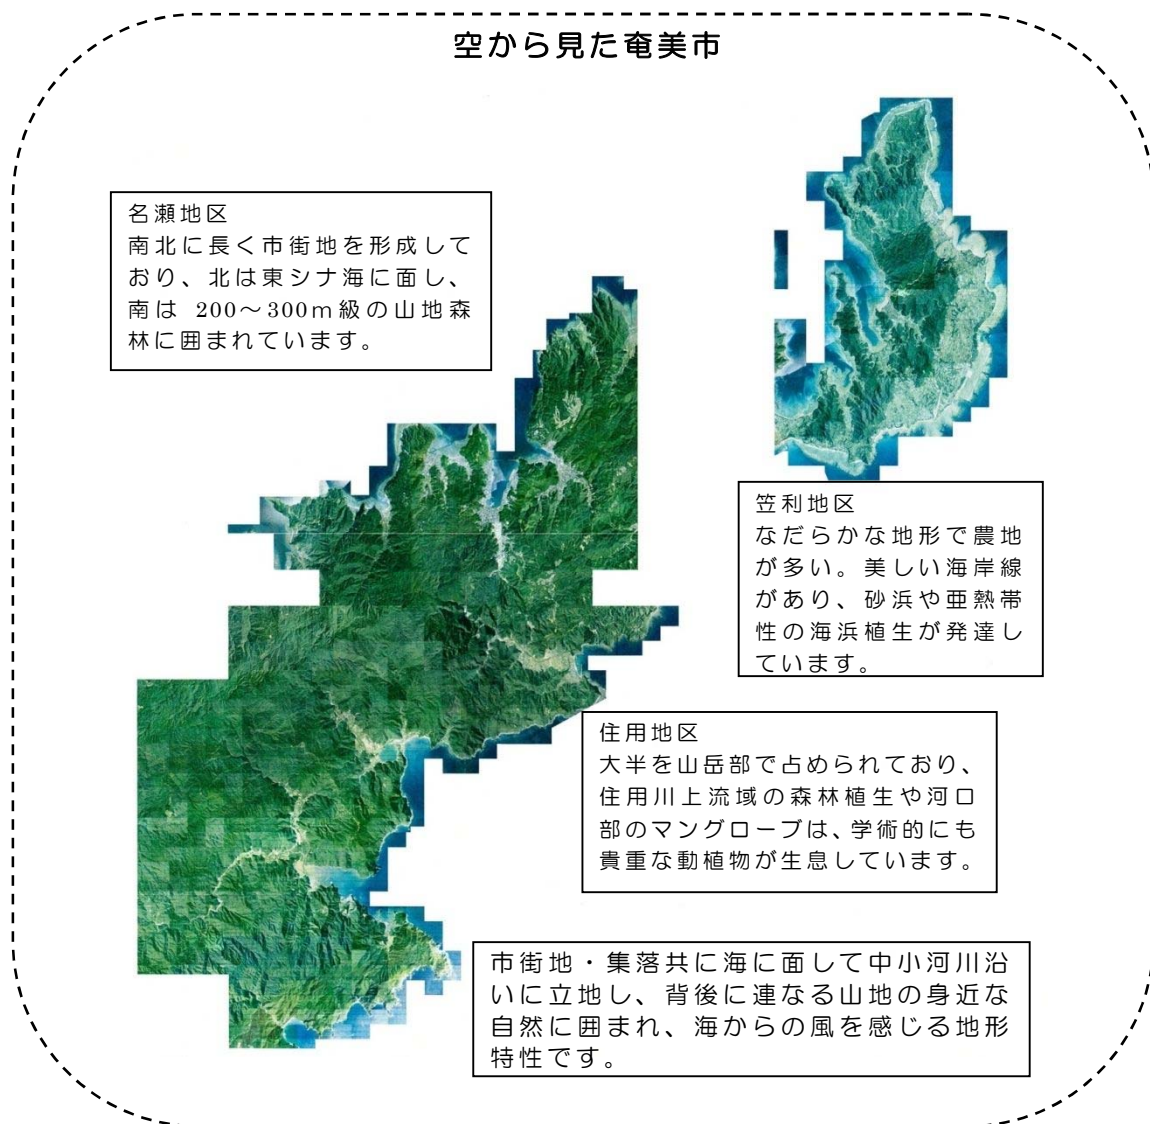 空から見た奄美市
名瀬地区
南北に長く市街地を形成して
おり、北は東シナ海に面し、
南は 200～300ｍ級の山地森
林に囲まれています。
笠利地区
なだらかな地形で農地
が多い。美しい海岸線
があり、砂浜や亜熱帯
性の海浜植生が発達し
ています。
住用地区
大半を山岳部で占められており、
住用川上流域の森林植生や河口
部のマングローブは、学術的にも
貴重な動植物が生息しています。
市街地・集落共に海に面して中小河川沿
いに立地し、背後に連なる山地の身近な
自然に囲まれ、海からの風を感じる地形
特性です。